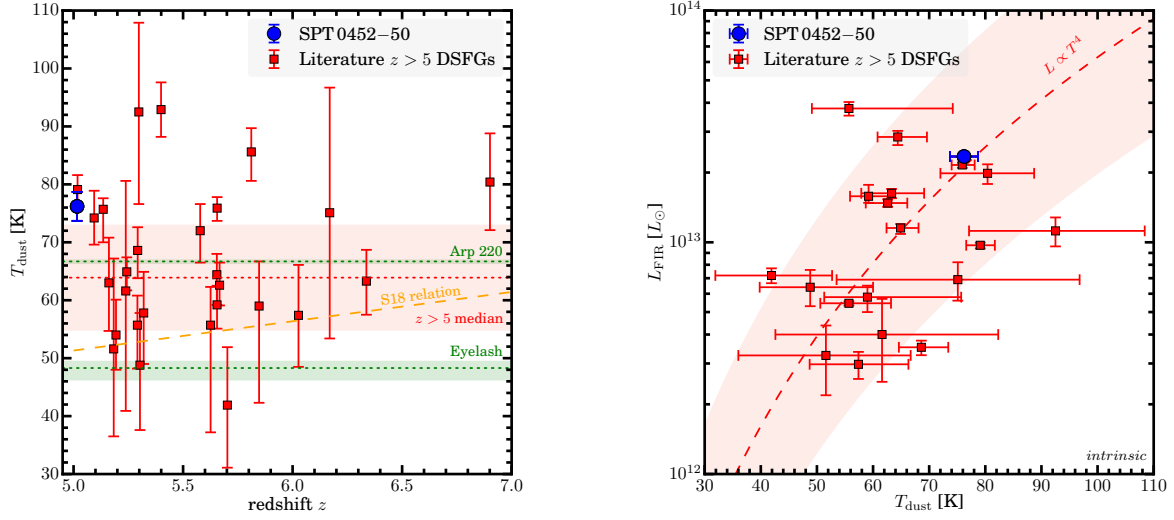 110
100
90
80
70
60
50
40
30
T_dust [K]
SPT 0452−50
Literature z > 5 DSFGs
Arp 220
S18 relation
z > 5 median
Eyelash
5.0 5.5 6.0 6.5 7.0
redshift z
10^14
10^13
10^12
L_FIR [L_⊙]
SPT 0452−50
Literature z > 5 DSFGs
L ∝ T^4
intrinsic
30 40 50 60 70 80 90 100 110
T_dust [K]